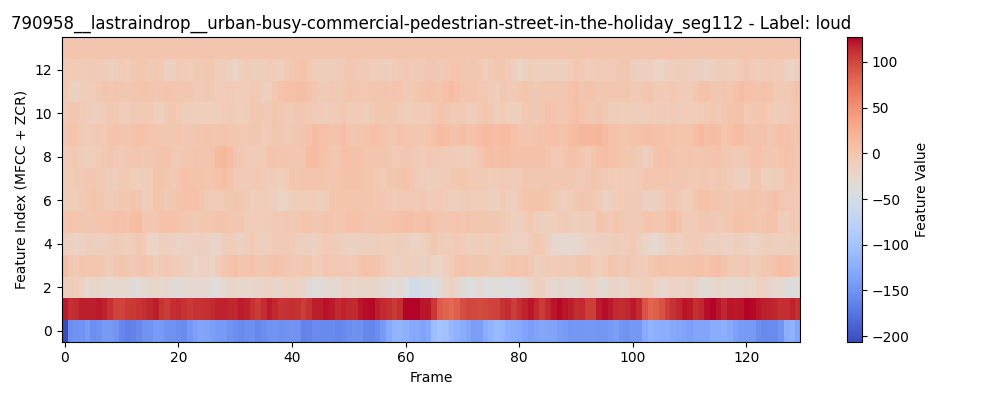 790958__lastraindrop__urban-busy-commercial-pedestrian-street-in-the-holiday_seg112 - Label: loud
Feature Index (MFCC + ZCR)
12
10
8
6
4
2
0
0 20 40 60 80 100 120
Frame
100
50
0
−50
−100
−150
−200
Feature Value